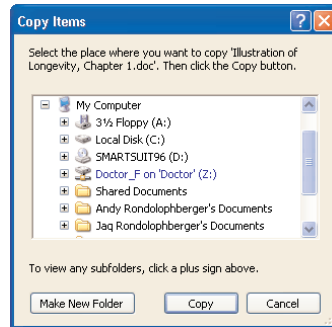 Copy Items
Select the place where you want to copy 'Illustration of
Longevity, Chapter 1.doc'. Then click the Copy button.
My Computer
3½ Floppy (A:)
Local Disk (C:)
SMARTSUIT96 (D:)
Doctor_F on 'Doctor' (Z:)
Shared Documents
Andy Rondolophberger's Documents
Jaq Rondolophberger's Documents
To view any subfolders, click a plus sign above.
Make New Folder Copy Cancel